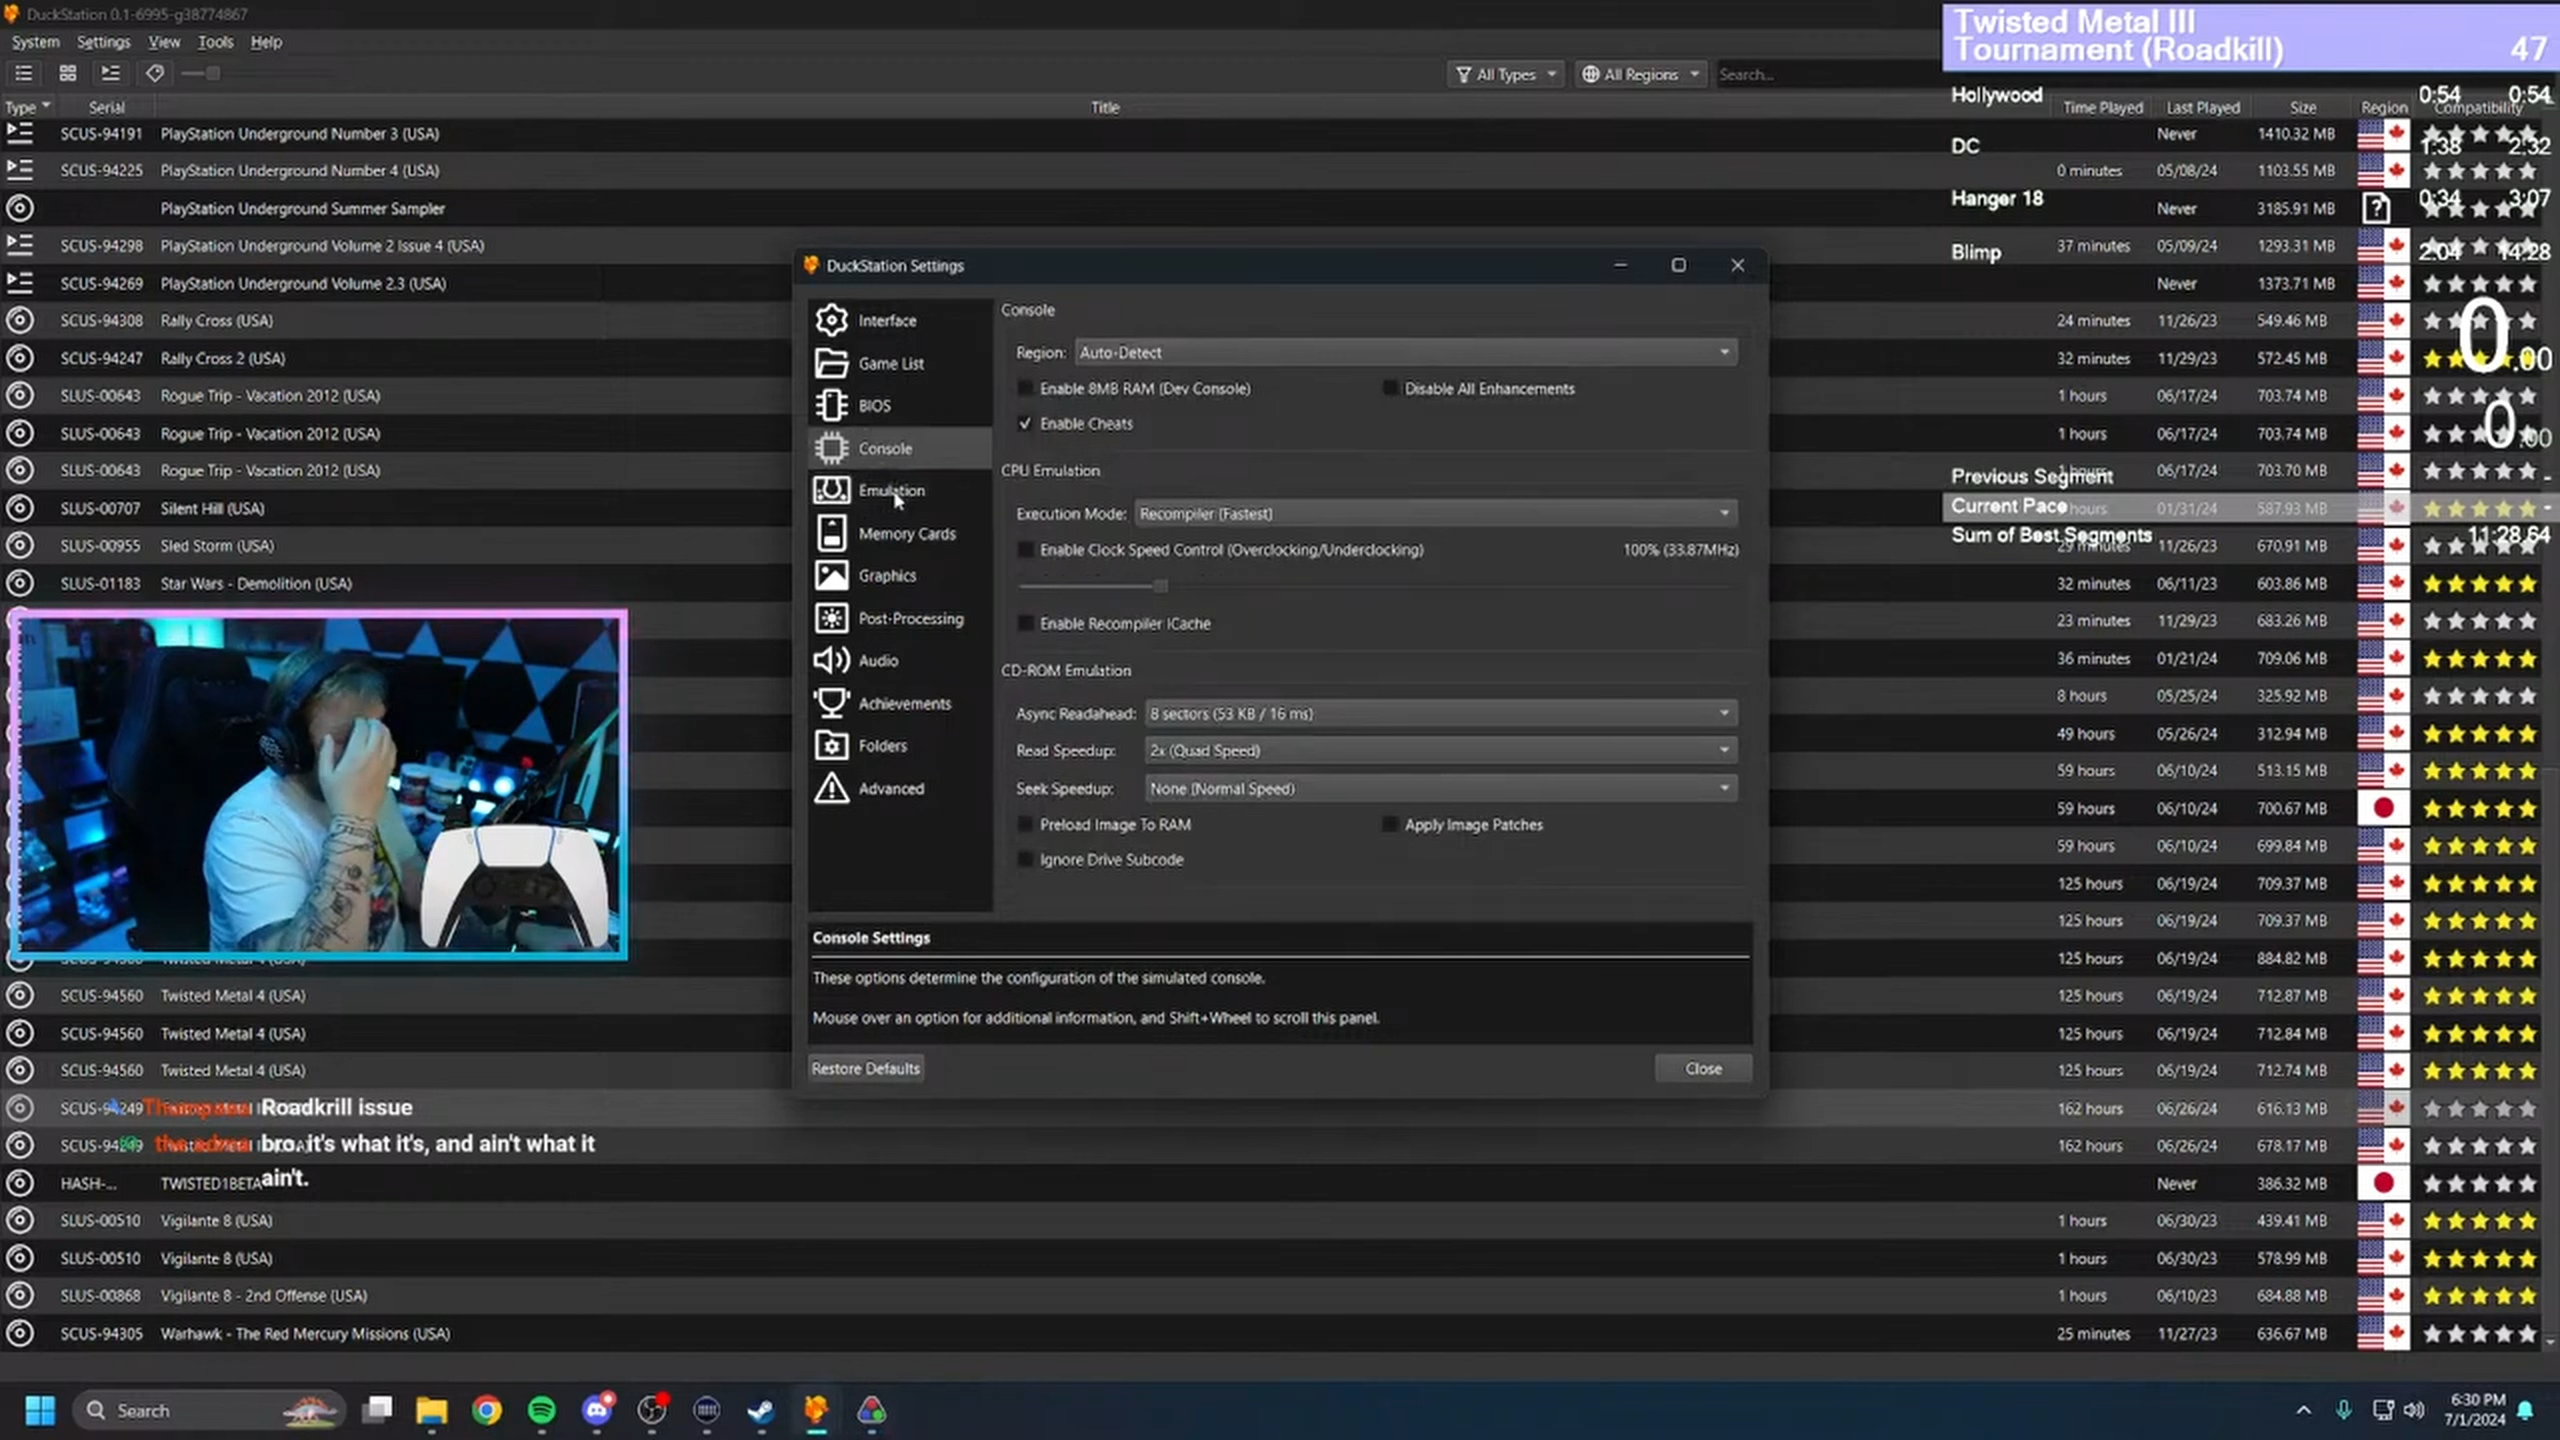 DuckStation 0.1-6995-g38774867
System Settings View Tools Help
All Types All Regions Search...
Type Serial Title Time Played Last Played Size Region Compatibility
SCUS-94191 PlayStation Underground Number 3 (USA) Never 1410.32 MB
SCUS-94225 PlayStation Underground Number 4 (USA) 0 minutes 05/08/24 1103.55 MB
PlayStation Underground Summer Sampler Never 3185.91 MB
SCUS-94298 PlayStation Underground Volume 2 Issue 4 (USA) 37 minutes 05/09/24 1293.31 MB
SCUS-94269 PlayStation Underground Volume 2.3 (USA) Never 1373.71 MB
SCUS-94308 Rally Cross (USA) 24 minutes 11/26/23 549.46 MB
SCUS-94247 Rally Cross 2 (USA) 32 minutes 11/29/23 572.45 MB
SLUS-00643 Rogue Trip - Vacation 2012 (USA) 1 hours 06/17/24 703.74 MB
SLUS-00643 Rogue Trip - Vacation 2012 (USA) 1 hours 06/17/24 703.74 MB
SLUS-00643 Rogue Trip - Vacation 2012 (USA) 1 hours 06/17/24 703.70 MB
SLUS-00707 Silent Hill (USA) hours 01/31/24 587.93 MB
SLUS-00955 Sled Storm (USA) 29 minutes 11/26/23 670.91 MB
SLUS-01183 Star Wars - Demolition (USA) 32 minutes 06/11/23 603.86 MB
23 minutes 11/29/23 683.26 MB
36 minutes 01/21/24 709.06 MB
8 hours 05/25/24 325.92 MB
49 hours 05/26/24 312.94 MB
59 hours 06/10/24 513.15 MB
59 hours 06/10/24 700.67 MB
59 hours 06/10/24 699.84 MB
125 hours 06/19/24 709.37 MB
125 hours 06/19/24 709.37 MB
125 hours 06/19/24 884.82 MB
SCUS-94560 Twisted Metal 4 (USA) 125 hours 06/19/24 712.87 MB
SCUS-94560 Twisted Metal 4 (USA) 125 hours 06/19/24 712.84 MB
SCUS-94560 Twisted Metal 4 (USA) 125 hours 06/19/24 712.74 MB
162 hours 06/26/24 616.13 MB
162 hours 06/26/24 678.17 MB
HASH-... TWISTED1BETA Never 386.32 MB
SLUS-00510 Vigilante 8 (USA) 1 hours 06/30/23 439.41 MB
SLUS-00510 Vigilante 8 (USA) 1 hours 06/30/23 578.99 MB
SLUS-00868 Vigilante 8 - 2nd Offense (USA) 1 hours 06/10/23 684.88 MB
SCUS-94305 Warhawk - The Red Mercury Missions (USA) 25 minutes 11/27/23 636.67 MB
Roadkrill issue
bro. it's what it's, and ain't what it
ain't.
DuckStation Settings
Interface
Game List
BIOS
Console
Emulation
Memory Cards
Graphics
Post-Processing
Audio
Achievements
Folders
Advanced
Console
Region: Auto-Detect
Enable 8MB RAM (Dev Console) Disable All Enhancements
Enable Cheats
CPU Emulation
Execution Mode: Recompiler (Fastest)
Enable Clock Speed Control (Overclocking/Underclocking) 100% (33.87MHz)
Enable Recompiler ICache
CD-ROM Emulation
Async Readahead: 8 sectors (53 KB / 16 ms)
Read Speedup: 2x (Quad Speed)
Seek Speedup: None (Normal Speed)
Preload Image To RAM Apply Image Patches
Ignore Drive Subcode
Console Settings
These options determine the configuration of the simulated console.
Mouse over an option for additional information, and Shift+Wheel to scroll this panel.
Restore Defaults Close
Twisted Metal III
Tournament (Roadkill) 47
Hollywood 0:54 0:54
DC 1:38 2:32
Hanger 18 0:34 3:07
Blimp 2:04 14:28
0.00
0.00
Previous Segment -
Current Pace -
Sum of Best Segments 11:28.64
Search
6:30 PM
7/1/2024